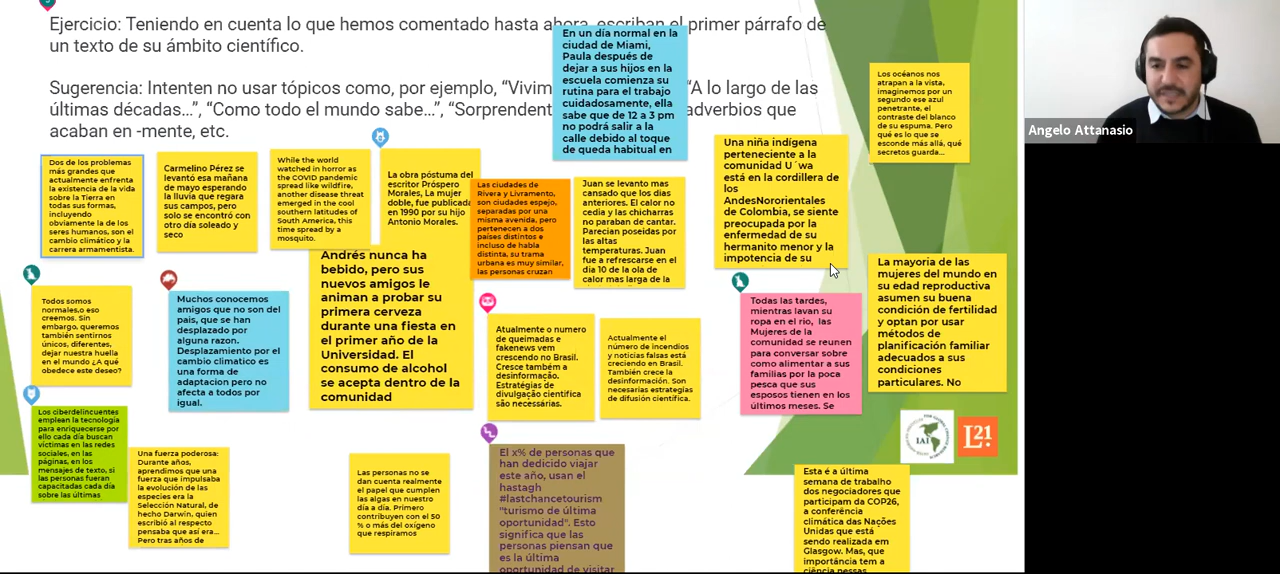 Ejercicio: Teniendo en cuenta lo que hemos comentado hasta ahora, escriban el primer párrafo de
un texto de su ámbito científico.
Sugerencia: Intenten no usar tópicos como, por ejemplo, "Vivim
"A lo largo de las
últimas décadas...", "Como todo el mundo sabe...", "Sorprendent
adverbios que
acaban en -mente, etc.
En un día normal en la
ciudad de Miami,
Paula después de
dejar a sus hijos en la
escuela comienza su
rutina para el trabajo
cuidadosamente, ella
sabe que de 12 a 3 pm
no podrá salir a la
calle debido al toque
de queda habitual en
Los océanos nos
atrapan a la vista,
imaginemos por un
segundo ese azul
penetrante, el
contraste del blanco
de su espuma. Pero
qué es lo que se
esconde más allá, qué
secretos guarda...
Angelo Attanasio
Dos de los problemas
más grandes que
actualmente enfrenta
la existencia de la vida
sobre la Tierra en
todas sus formas,
incluyendo
obviamente la de los
seres humanos, son el
cambio climático y la
carrera armamentista.
Carmelino Pérez se
levantó esa mañana
de mayo esperando
la lluvia que regara
sus campos, pero
solo se encontró con
otro día soleado y
seco
While the world
watched in horror as
the COVID pandemic
spread like wildfire,
another disease threat
emerged in the cool
southern latitudes of
South America, this
time spread by a
mosquito.
La obra póstuma del
escritor Próspero
Morales, La mujer
doble, fue publicada
en 1990 por su hijo
Antonio Morales.
Las ciudades de
Rivera y Livramento,
son ciudades espejo,
separadas por una
misma avenida, pero
pertenecen a dos
países distintos e
incluso de habla
distinta, su trama
urbana es muy similar,
las personas cruzan
Juan se levanto mas
cansado que los dias
anteriores. El calor no
cedia y las chicharras
no paraban de cantar.
Parecian poseidas por
las altas
temperaturas. Juan
fue a refrescarse en el
dia 10 de la ola de
calor mas larga de la
Una niña indígena
perteneciente a la
comunidad U´wa
está en la cordillera de
los
AndesNororientales
de Colombia, se siente
preocupada por la
enfermedad de su
hermanito menor y la
impotencia de su
Andrés nunca ha
bebido, pero sus
nuevos amigos le
animan a probar su
primera cerveza
durante una fiesta en
el primer año de la
Universidad. El
consumo de alcohol
se acepta dentro de la
comunidad
La mayoria de las
mujeres del mundo en
su edad reproductiva
asumen su buena
condición de fertilidad
y optan por usar
métodos de
planificación familiar
adecuados a sus
condiciones
particulares. No
Todos somos
normales,o eso
creemos. Sin
embargo, queremos
también sentirnos
únicos, diferentes,
dejar nuestra huella
en el mundo ¿A qué
obedece este deseo?
Muchos conocemos
amigos que no son del
pais, que se han
desplazado por
alguna razon.
Desplazamiento por el
cambio climatico es
una forma de
adaptacion pero no
afecta a todos por
igual.
Atualmente o numero
de queimadas e
fakenews vem
crescendo no Brasil.
Cresce também a
desinformação.
Estratégias de
divulgação científica
são necessárias.
Actualmente el
número de incendios
y noticias falsas está
creciendo en Brasil.
También crece la
desinformación. Son
necesarias estrategias
de difusión científica.
Todas las tardes,
mientras lavan su
ropa en el rio, las
Mujeres de la
comunidad se reunen
para conversar sobre
como alimentar a sus
familias por la poca
pesca que sus
esposos tienen en los
últimos meses. Se
IAI
L21
Los ciberdelincuentes
emplean la tecnología
para enriquecerse por
ello cada día buscan
víctimas en las redes
sociales, en las
páginas, en los
mensajes de texto, si
las personas fueran
capacitadas cada día
sobre las últimas
Una fuerza poderosa:
Durante años,
aprendimos que una
fuerza que impulsaba
la evolución de las
especies era la
Selección Natural, de
hecho Darwin, quien
escribió al respecto
pensaba que así era...
Pero tras años de
Las personas no se
dan cuenta realmente
el papel que cumplen
las algas en nuestro
dia a dia. Primero
contribuyen con el 50
% o más del oxígeno
que respiramos
El x% de personas que
han dedicido viajar
este año, usan el
hastagh
#lastchancetourism
"turismo de última
oportunidad". Esto
significa que las
personas piensan que
es la última
oportunidad de visitar
Esta é a última
semana de trabalho
dos negociadores que
participam da COP26,
a conferência
climática das Nações
Unidas que está
sendo realizada em
Glasgow. Mas, que
importância tem a
ciência nessas